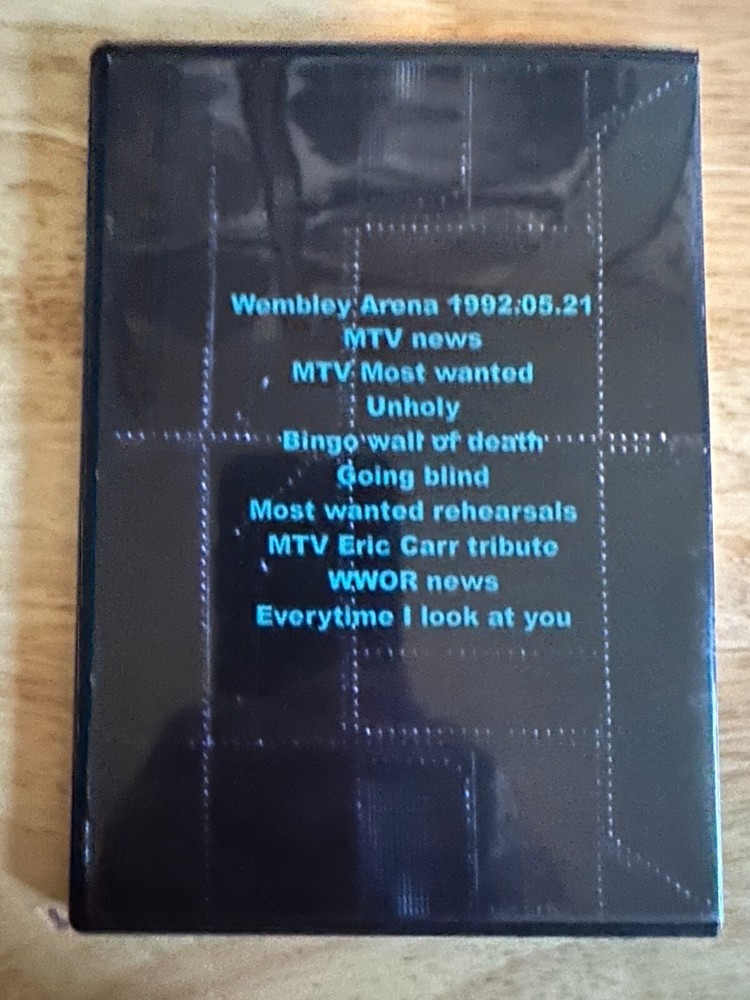 Wembley Arena 1992.05.21
MTV news
MTV Most wanted
Unholy
Bingo wall of death
Going blind
Most wanted rehearsals
MTV Eric Carr tribute
WWOR news
Everytime I look at you